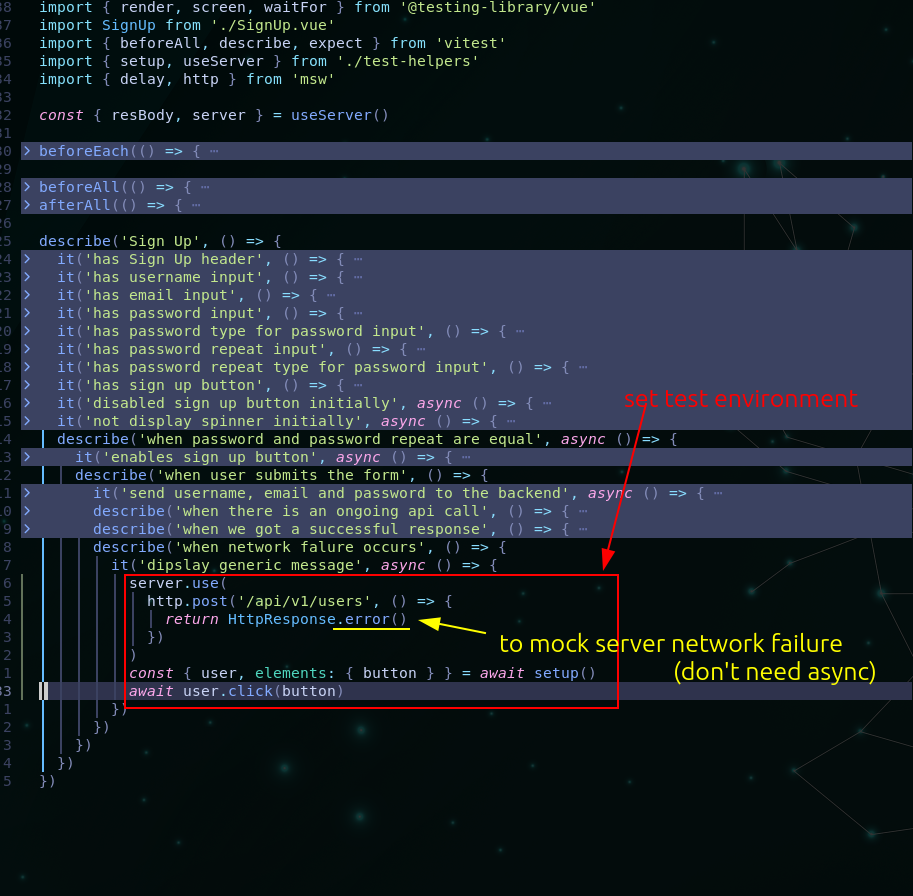 38 import { render, screen, waitFor } from '@testing-library/vue'
37 import SignUp from './SignUp.vue'
36 import { beforeAll, describe, expect } from 'vitest'
35 import { setup, useServer } from './test-helpers'
34 import { delay, http } from 'msw'
33
32 const { resBody, server } = useServer()
31
30 > beforeEach(() => { ⋯
29
28 > beforeAll(() => { ⋯
27 > afterAll(() => { ⋯
26
25 describe('Sign Up', () => {
24 > it('has Sign Up header', () => { ⋯
23 > it('has username input', () => { ⋯
22 > it('has email input', () => { ⋯
21 > it('has password input', () => { ⋯
20 > it('has password type for password input', () => { ⋯
19 > it('has password repeat input', () => { ⋯
18 > it('has password repeat type for password input', () => { ⋯
17 > it('has sign up button', () => { ⋯
set test environment
16 > it('disabled sign up button initially', async () => { ⋯
15 > it('not display spinner initially', async () => { ⋯
14 describe('when password and password repeat are equal', async () => {
13 > it('enables sign up button', async () => { ⋯
12 describe('when user submits the form', () => {
11 > it('send username, email and password to the backend', async () => { ⋯
10 > describe('when there is an ongoing api call', () => { ⋯
9 > describe('when we got a successful response', () => { ⋯
8 describe('when network failure occurs', () => {
7 it('dipslay generic message', async () => {
6 server.use(
5 http.post('/api/v1/users', () => {
4 return HttpResponse.error()
3 })
to mock server network failure
2 )
(don't need async)
1 const { user, elements: { button } } = await setup()
33 await user.click(button)
1 })
2 })
3 })
4 })
5 })